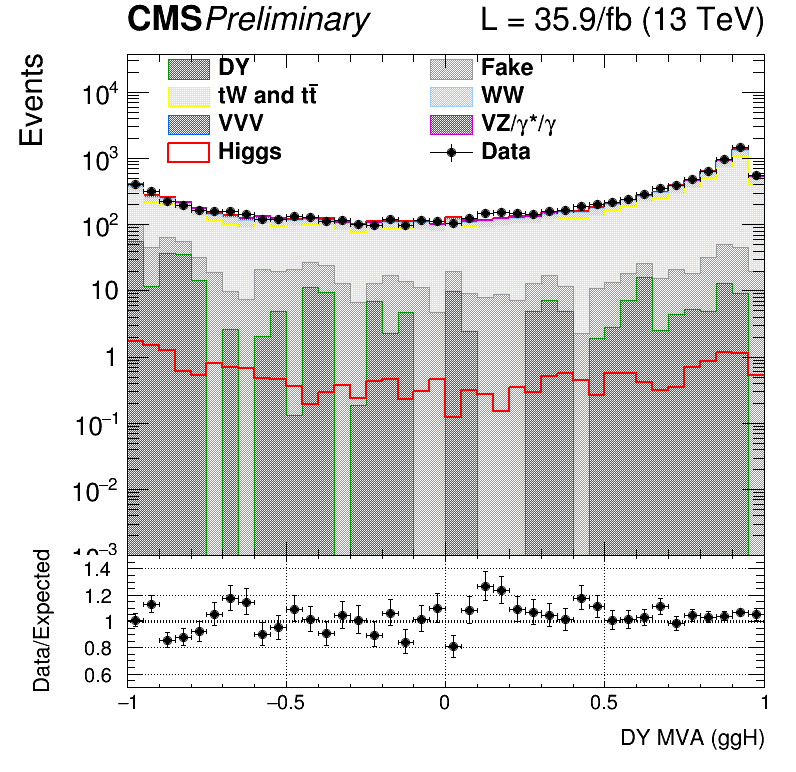 CMS Preliminary L = 35.9/fb (13 TeV)
Events
DY Fake
tW and tt̄ WW
VVV VZ/γ*/γ
Higgs Data
10⁴
10³
10²
10
1
10⁻¹
10⁻²
10⁻³
Data/Expected
1.4
1.2
1
0.8
0.6
−1 −0.5 0 0.5 1
DY MVA (ggH)